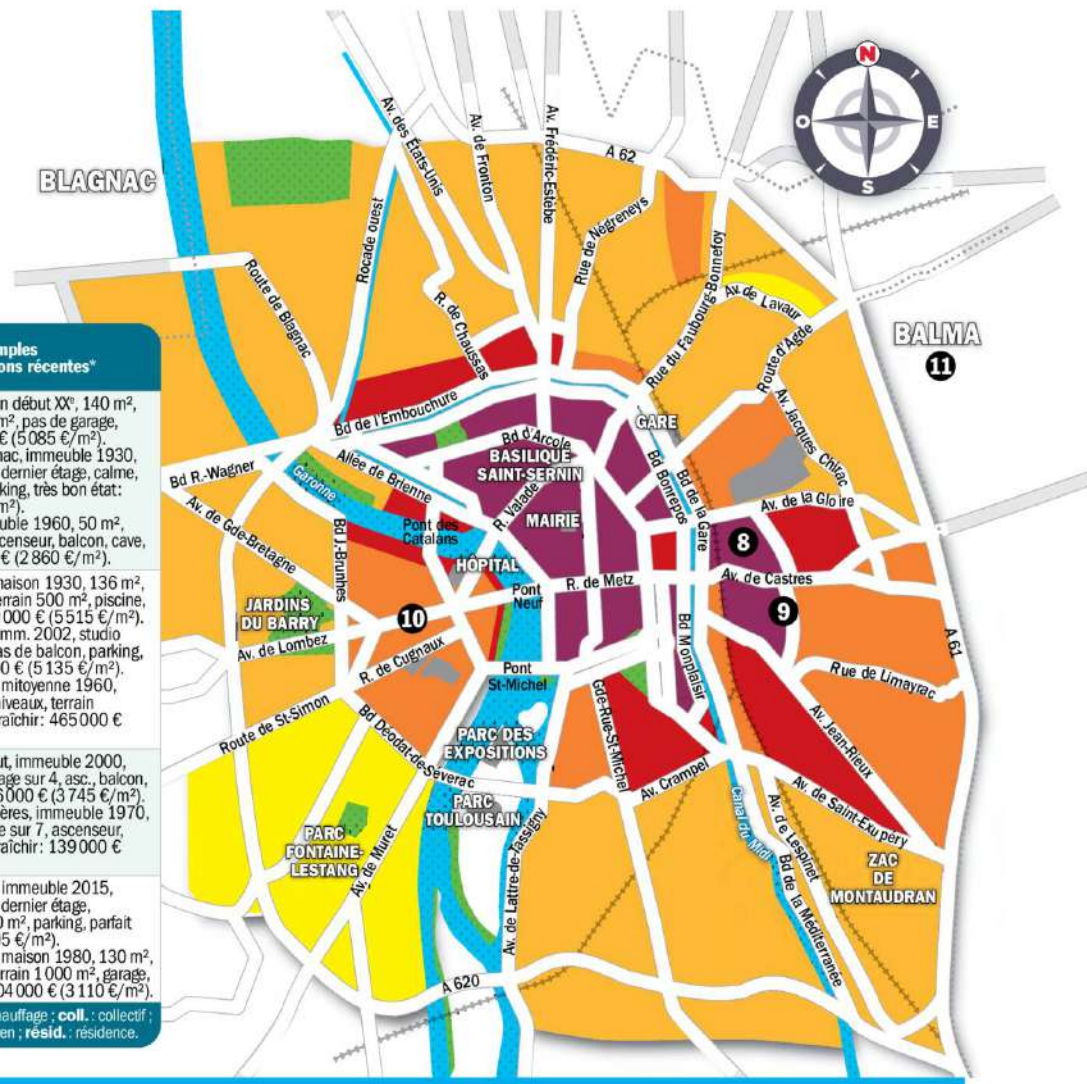 N
O
E
S
BLAGNAC
BALMA
11
A 62
Av. des États-Unis
Av. de Fronton
Av. Frédéric-Estèbe
Rue de Négreneys
Rocade ouest
Route de Blagnac
R. de Chaussas
Rue du Faubourg-Bonnefoy
Av. de Lavaur
Route d'Agde
Av. Jacques Chirac
Bd de l'Embouchure
Bd d'Arcole
GARE
BASILIQUE
SAINT-SERNIN
Bd R.-Wagner
Garonne
Allée de Brienne
R. Valade
Bd Bonrepos
Bd de la Gare
Av. de la Gloire
MAIRIE
Av. de Gde-Bretagne
Bd J.-Brunhes
Pont des
Catalans
8
HÔPITAL
Pont
Neuf
R. de Metz
Av. de Castres
JARDINS
DU BARRY
10
9
Av. de Lombez
R. de Cugnaux
Bd Monplaisir
A 61
Pont
St-Michel
Rue de Limayrac
Route de St-Simon
Gde-Rue-St-Michel
Bd Déodat-de-Séverac
PARC DES
EXPOSITIONS
Av. Jean-Rieux
Av. Crampel
Av. de Saint-Exupéry
PARC
TOULOUSAIN
Canal du Midi
Av. de Lespinet
PARC
FONTAINE-
LESTANG
Av. de Muret
Av. de Lattre-de-Tassigny
Bd de la Méditerranée
ZAC
DE
MONTAUDRAN
A 620
mples
ons récentes*
n début XXᵉ, 140 m²,
m², pas de garage,
€ (5 085 €/m²).
nac, immeuble 1930,
dernier étage, calme,
king, très bon état:
m²).
uble 1960, 50 m²,
censeur, balcon, cave,
€ (2 860 €/m²).
maison 1930, 136 m²,
errain 500 m², piscine,
000 € (5515 €/m²).
mm. 2002, studio
as de balcon, parking,
0 € (5 135 €/m²).
mitoyenne 1960,
iveaux, terrain
raîchir: 465 000 €
ut, immeuble 2000,
age sur 4, asc., balcon,
6 000 € (3 745 €/m²).
ères, immeuble 1970,
e sur 7, ascenseur,
raîchir: 139 000 €
immeuble 2015,
dernier étage,
0 m², parking, parfait
5 €/m²).
maison 1980, 130 m²,
rrain 1 000 m², garage,
04 000 € (3 110 €/m²).
auffage ; coll. : collectif ;
en ; résid. : résidence.